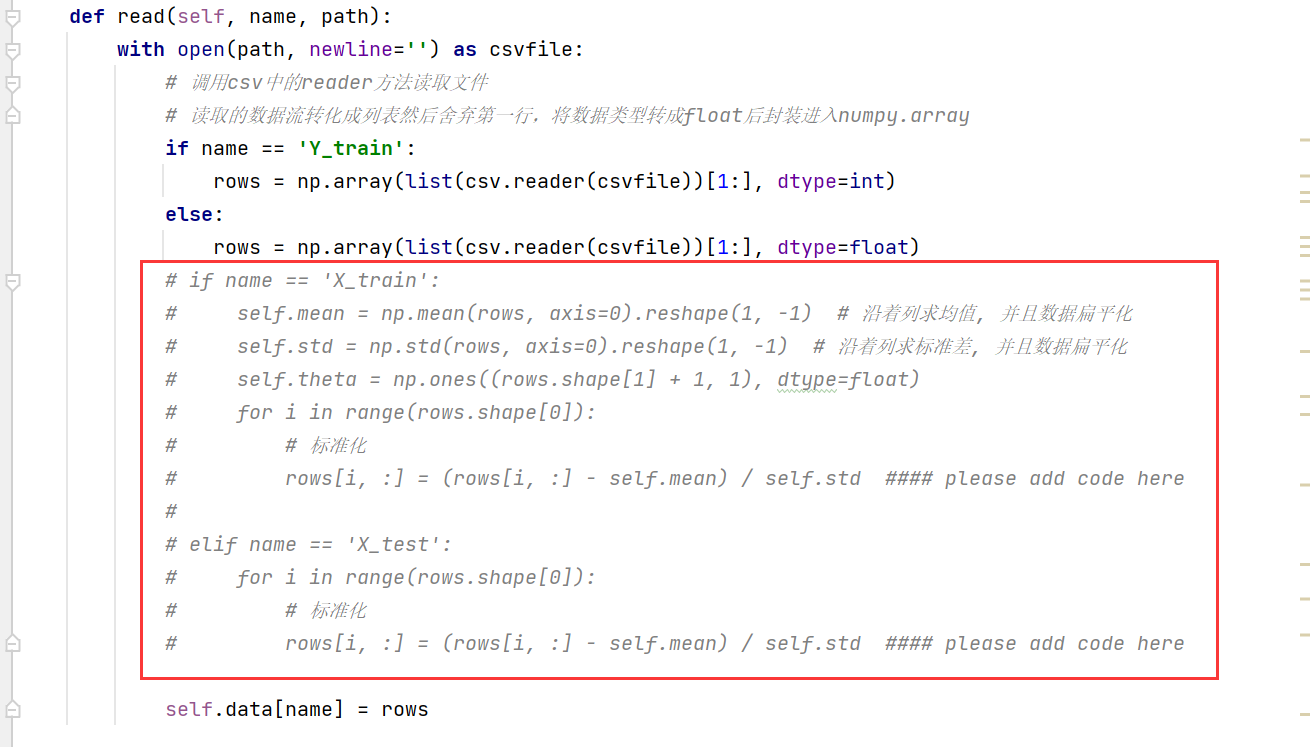 def read(self, name, path):
    with open(path, newline='') as csvfile:
        # 调用csv中的reader方法读取文件
        # 读取的数据流转化成列表然后舍弃第一行，将数据类型转成float后封装进入numpy.array
        if name == 'Y_train':
            rows = np.array(list(csv.reader(csvfile))[1:], dtype=int)
        else:
            rows = np.array(list(csv.reader(csvfile))[1:], dtype=float)
        # if name == 'X_train':
        #     self.mean = np.mean(rows, axis=0).reshape(1, -1)  # 沿着列求均值, 并且数据扁平化
        #     self.std = np.std(rows, axis=0).reshape(1, -1)  # 沿着列求标准差, 并且数据扁平化
        #     self.theta = np.ones((rows.shape[1] + 1, 1), dtype=float)
        #     for i in range(rows.shape[0]):
        #         # 标准化
        #         rows[i, :] = (rows[i, :] - self.mean) / self.std  #### please add code here
        #
        # elif name == 'X_test':
        #     for i in range(rows.shape[0]):
        #         # 标准化
        #         rows[i, :] = (rows[i, :] - self.mean) / self.std  #### please add code here
        self.data[name] = rows